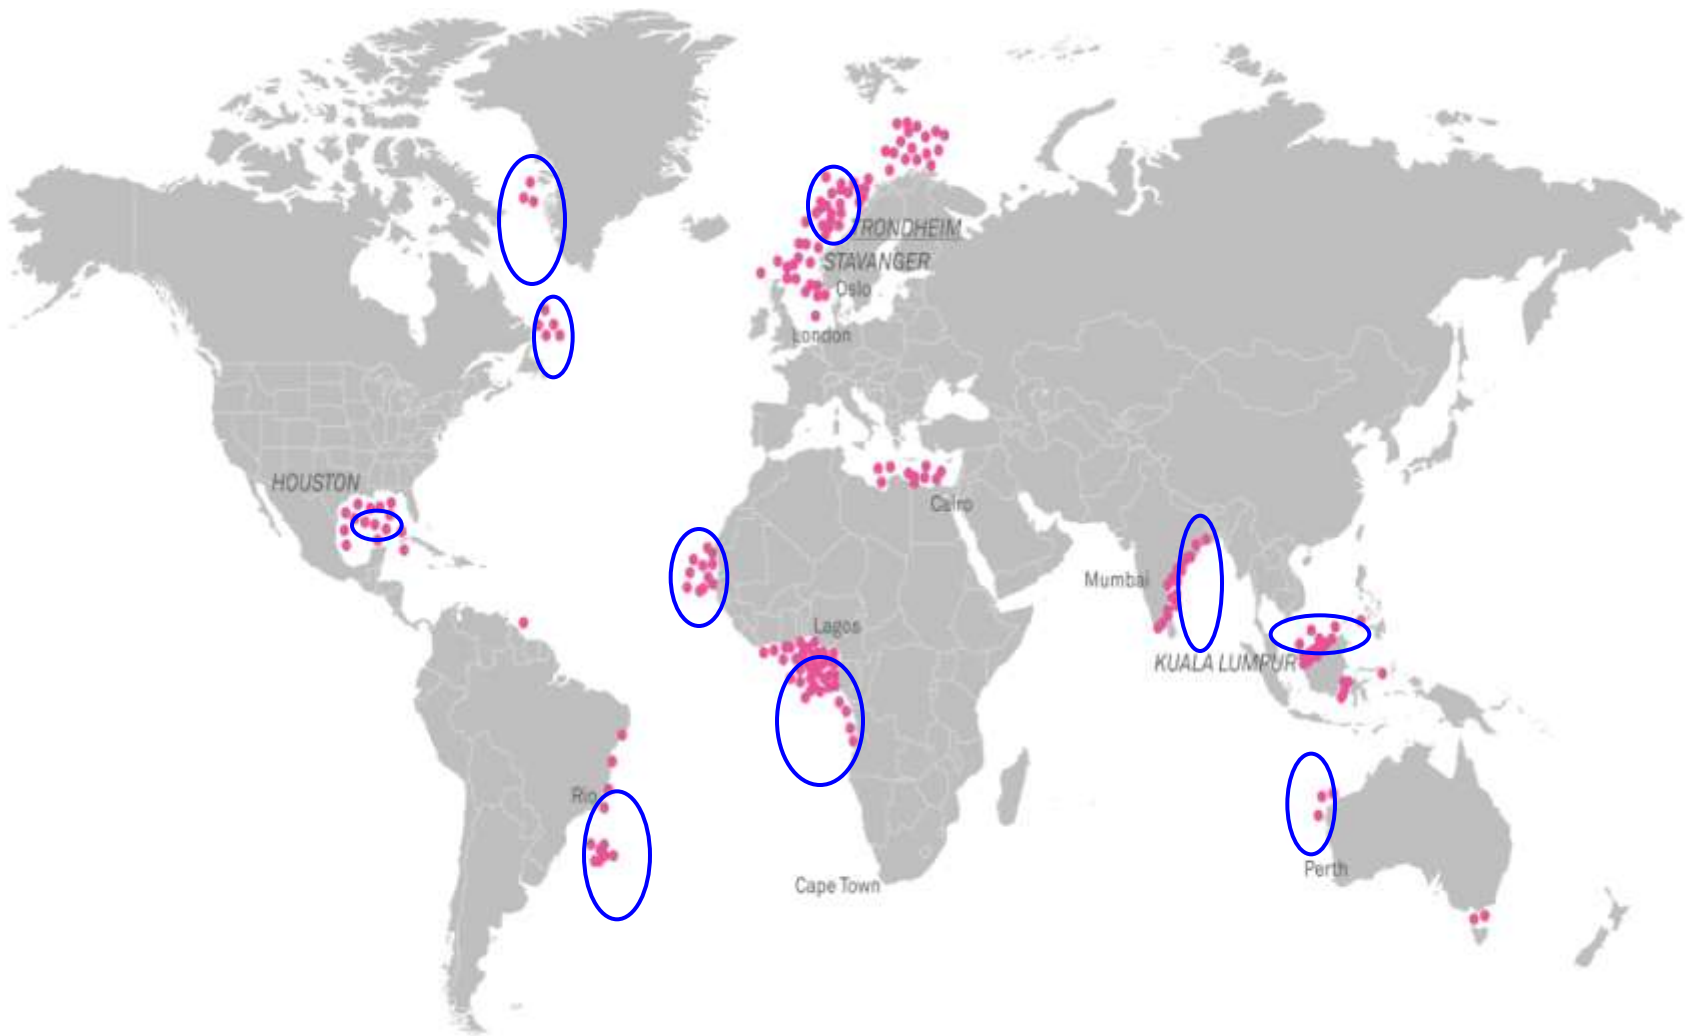 TRONDHEIM
STAVANGER
Oslo
London
HOUSTON
Cairo
Mumbai
Lagos
KUALA LUMPUR
Rio
Perth
Cape Town